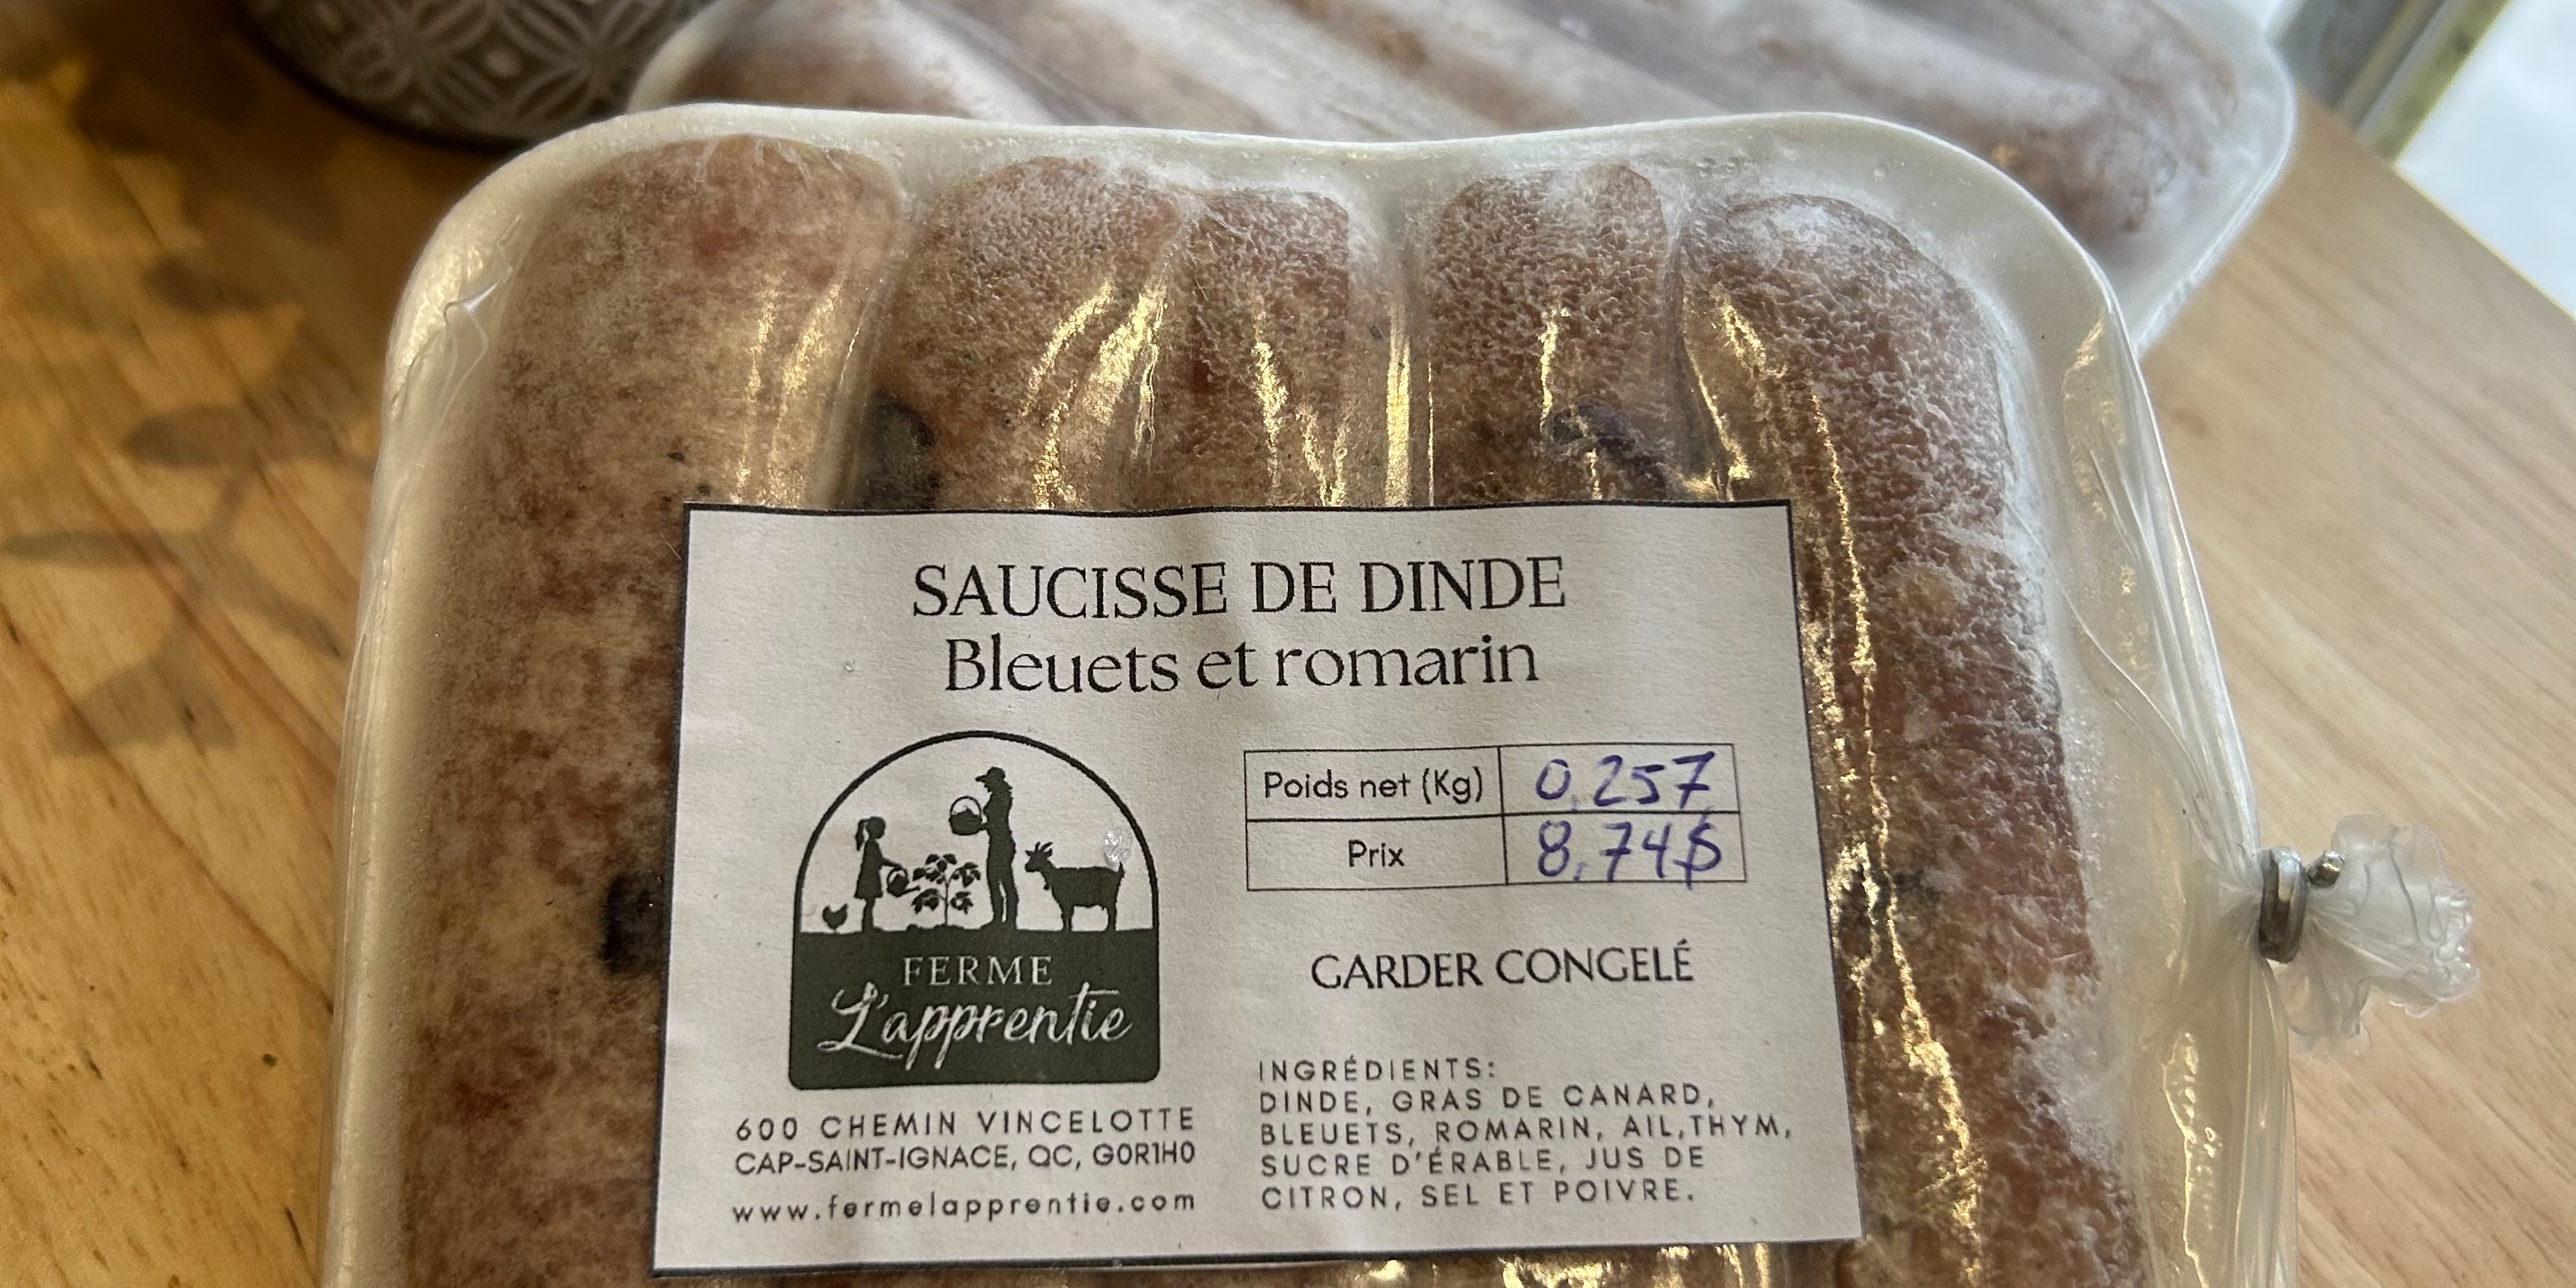 SAUCISSE DE DINDE
Bleuets et romarin
Poids net (Kg) 0.257
Prix 8.74$
GARDER CONGELÉ
FERME
L'apprentie
600 CHEMIN VINCELOTTE
CAP-SAINT-IGNACE, QC, G0R1H0
www.fermelapprentie.com
INGRÉDIENTS:
DINDE, GRAS DE CANARD,
BLEUETS, ROMARIN, AIL,THYM,
SUCRE D'ÉRABLE, JUS DE
CITRON, SEL ET POIVRE.